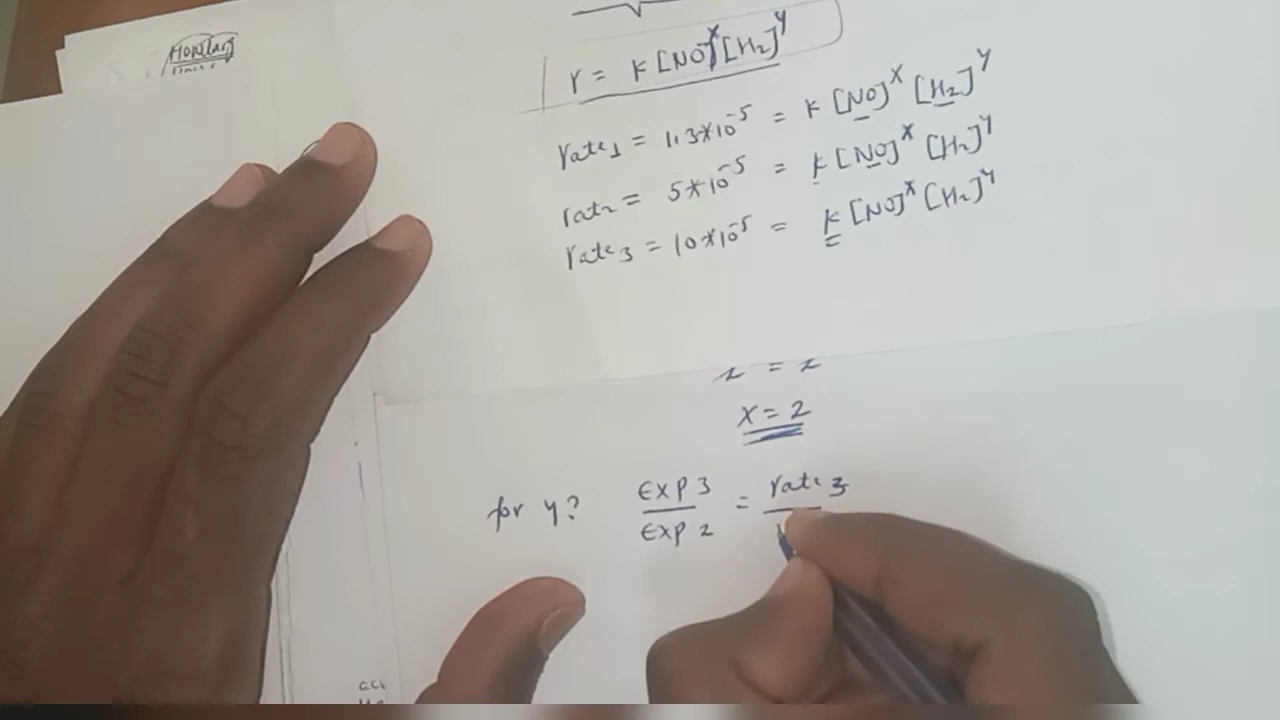 r = k[NO]ˣ[H₂]ʸ
rate₁ = 1.3*10⁻⁵ = k [NO]ˣ [H₂]ʸ
rate₂ = 5*10⁻⁵ = k [NO]ˣ [H₂]ʸ
rate₃ = 10*10⁻⁵ = k [NO]ˣ [H₂]ʸ
x = 2
for y? Exp 3 / Exp 2 = rate 3